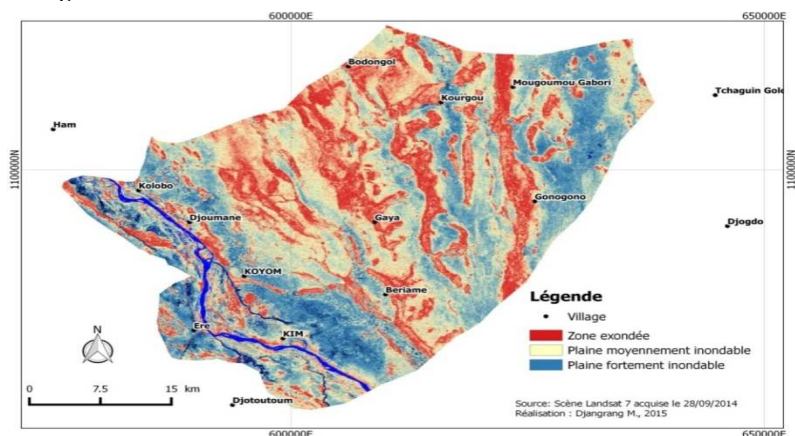 600000E 650000E
Bodongol
Mougoumou Gabori
Kourgou
Tchaguin Gold
Ham
1100000N
1100000N
Kolobo
Gonogono
Djoumane
Gaya
Djogdo
KOYOM
Beriame
Légende
Village
Ere
KIM
N
Zone exondée
Plaine moyennement inondable
Plaine fortement inondable
0 7.5 15 km
Djotoutoum
Source: Scène Landsat 7 acquise le 28/09/2014
Réalisation : Djangrang M., 2015
600000E 650000E